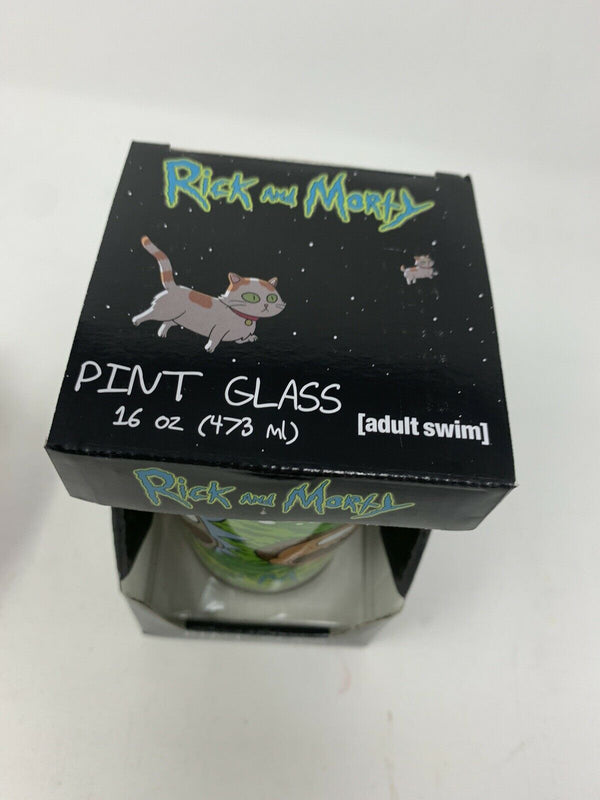 Rick and Morty
PINT GLASS
16 oz (473 ml)
[adult swim]
Rick and Morty